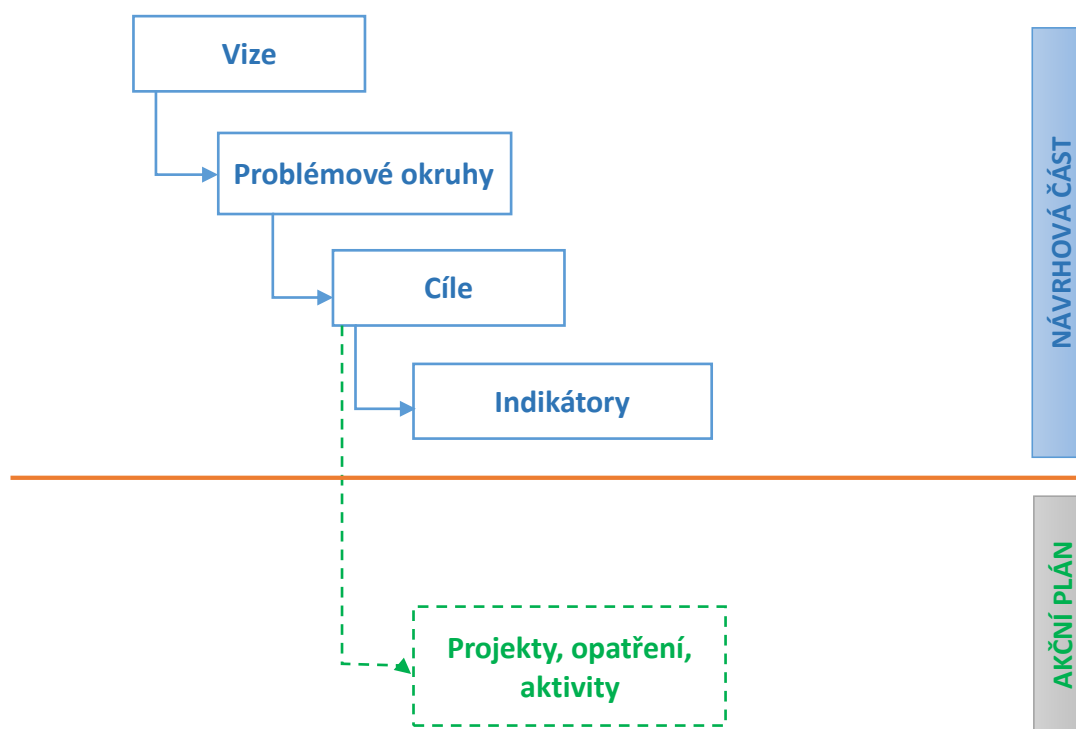 Vize
Problémové okruhy
Cíle
Indikátory
NÁVRHOVÁ ČÁST
Projekty, opatření,
aktivity
AKČNÍ PLÁN